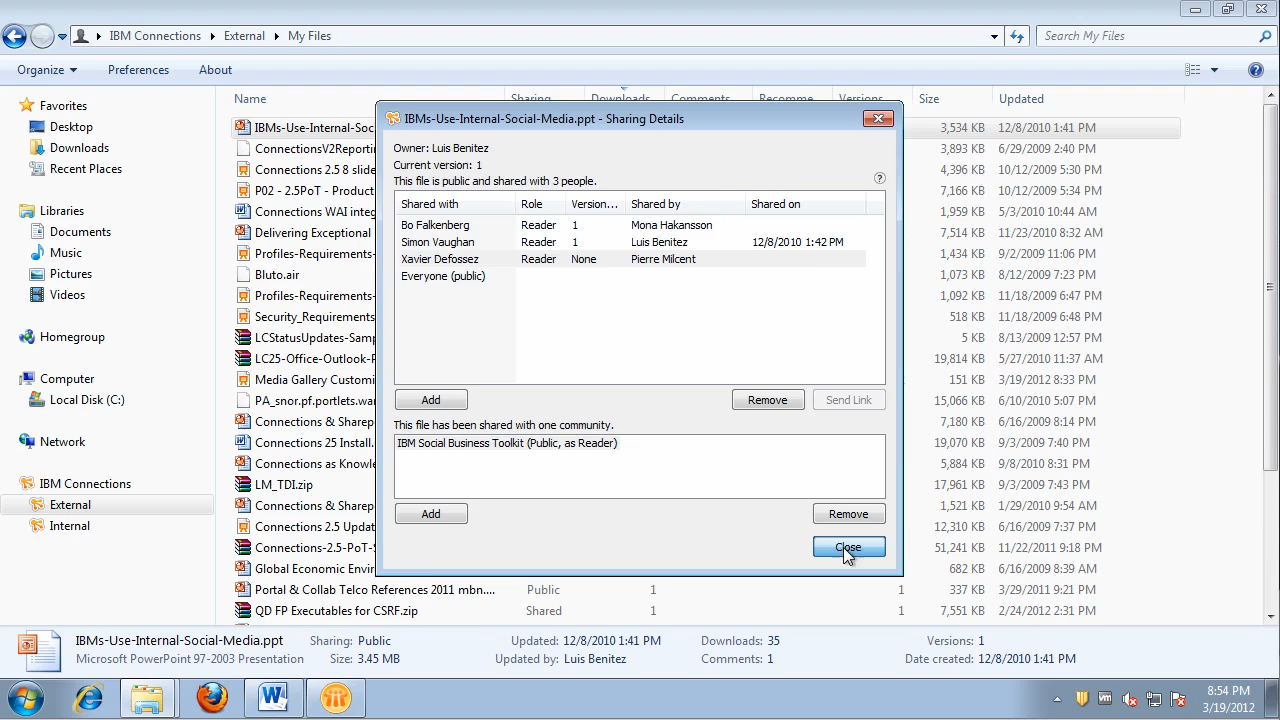 IBM Connections External My Files Search My Files
Organize Preferences About
Favorites
Desktop
Downloads
Recent Places
Libraries
Documents
Music
Pictures
Videos
Homegroup
Computer
Local Disk (C:)
Network
IBM Connections
External
Internal
Name Sharing Downloads Comments Recomme Versions Size Updated
IBMs-Use-Internal-Soc 3,534 KB 12/8/2010 1:41 PM
ConnectionsV2Reportin 3,893 KB 6/29/2009 2:40 PM
Connections 2.5 8 slide 4,396 KB 10/12/2009 5:30 PM
P02 - 2.5PoT - Product 7,166 KB 10/12/2009 5:34 PM
Connections WAI integ 1,959 KB 5/3/2010 10:44 AM
Delivering Exceptional 7,514 KB 11/23/2010 8:32 AM
Profiles-Requirements- 1,434 KB 9/2/2009 11:06 PM
Bluto.air 1,073 KB 8/12/2009 7:23 PM
Profiles-Requirements- 1,092 KB 11/18/2009 6:47 PM
Security_Requirements 518 KB 11/18/2009 6:48 PM
LCStatusUpdates-Samp 5 KB 8/13/2009 12:57 PM
LC25-Office-Outlook-P 19,814 KB 5/27/2010 11:37 AM
Media Gallery Customi 151 KB 3/19/2012 8:33 PM
PA_snor.pf.portlets.war 15,066 KB 6/10/2010 5:07 PM
Connections & Sharep 7,118 KB 6/16/2009 8:14 PM
Connections 25 Install. 19,070 KB 9/3/2009 7:40 PM
Connections as Knowle 5,884 KB 9/8/2010 8:31 PM
LM_TDI.zip 17,961 KB 9/3/2009 7:43 PM
Connections & Sharep 1,521 KB 1/29/2010 9:54 AM
Connections 2.5 Updat 12,310 KB 6/16/2009 7:37 PM
Connections-2.5-PoT-S 51,241 KB 11/22/2011 9:18 PM
Global Economic Envir 682 KB 6/16/2009 8:39 AM
Portal & Collab Telco References 2011 mbn.... Public 1 1 337 KB 3/29/2011 9:21 PM
QD FP Executables for CSRF.zip Shared 1 1 7,551 KB 2/24/2012 2:31 PM
IBMs-Use-Internal-Social-Media.ppt - Sharing Details
Owner: Luis Benitez
Current version: 1
This file is public and shared with 3 people. ?
Shared with Role Version... Shared by Shared on
Bo Falkenberg Reader 1 Mona Hakansson
Simon Vaughan Reader 1 Luis Benitez 12/8/2010 1:42 PM
Xavier Defossez Reader None Pierre Milcent
Everyone (public)
Add Remove Send Link
This file has been shared with one community.
IBM Social Business Toolkit (Public, as Reader)
Add Remove
Close
IBMs-Use-Internal-Social-Media.ppt Sharing: Public Updated: 12/8/2010 1:41 PM Downloads: 35 Versions: 1
Microsoft PowerPoint 97-2003 Presentation Size: 3.45 MB Updated by: Luis Benitez Comments: 1 Date created: 12/8/2010 1:41 PM
8:54 PM
3/19/2012